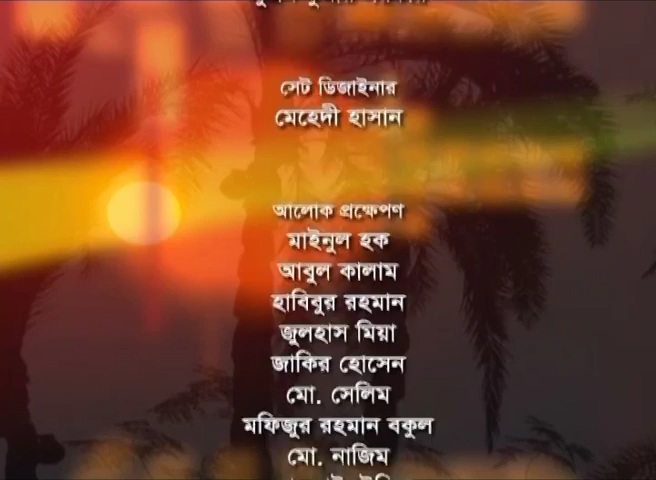 সেট ডিজাইনার
মেহেদী হাসান
আলোক প্রক্ষেপণ
মাইনুল হক
আবুল কালাম
হাবিবুর রহমান
জুলহাস মিয়া
জাকির হোসেন
মো. সেলিম
মফিজুর রহমান বকুল
মো. নাজিম